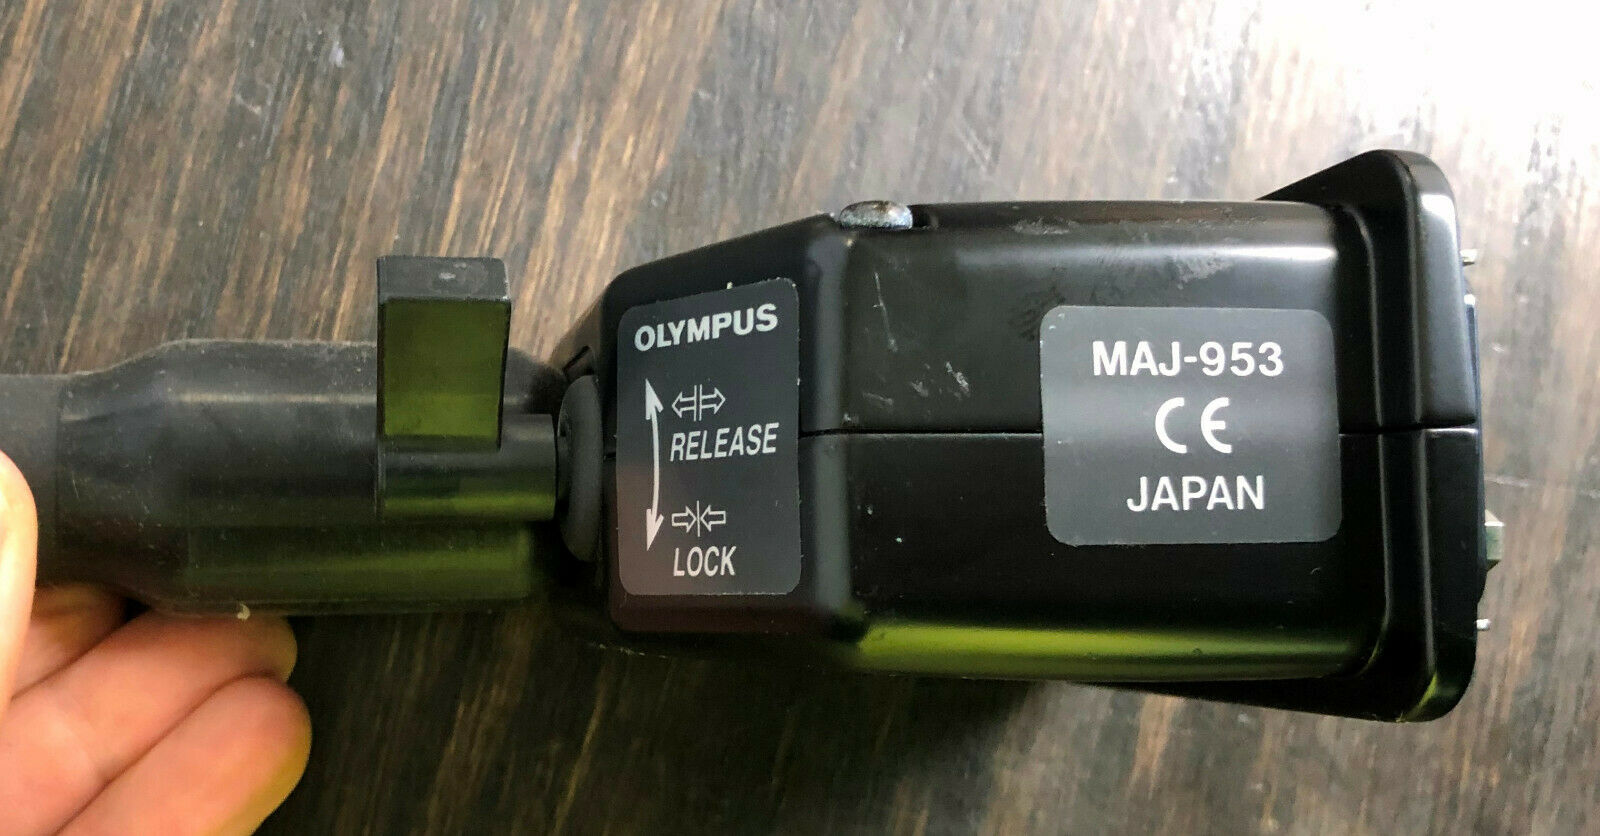 OLYMPUS
RELEASE
LOCK
MAJ-953
CE
JAPAN